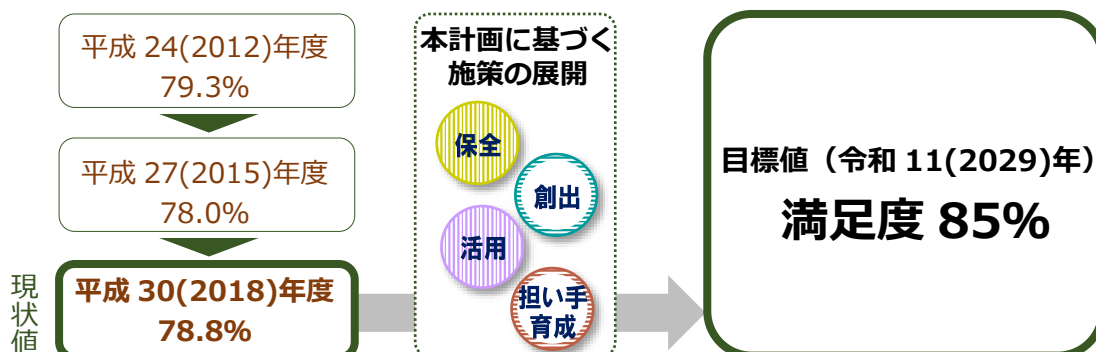 平成 24(2012)年度
79.3%
平成 27(2015)年度
78.0%
現状値
平成 30(2018)年度
78.8%
本計画に基づく
施策の展開
保全
創出
活用
担い手
育成
目標値（令和 11(2029)年）
満足度 85%